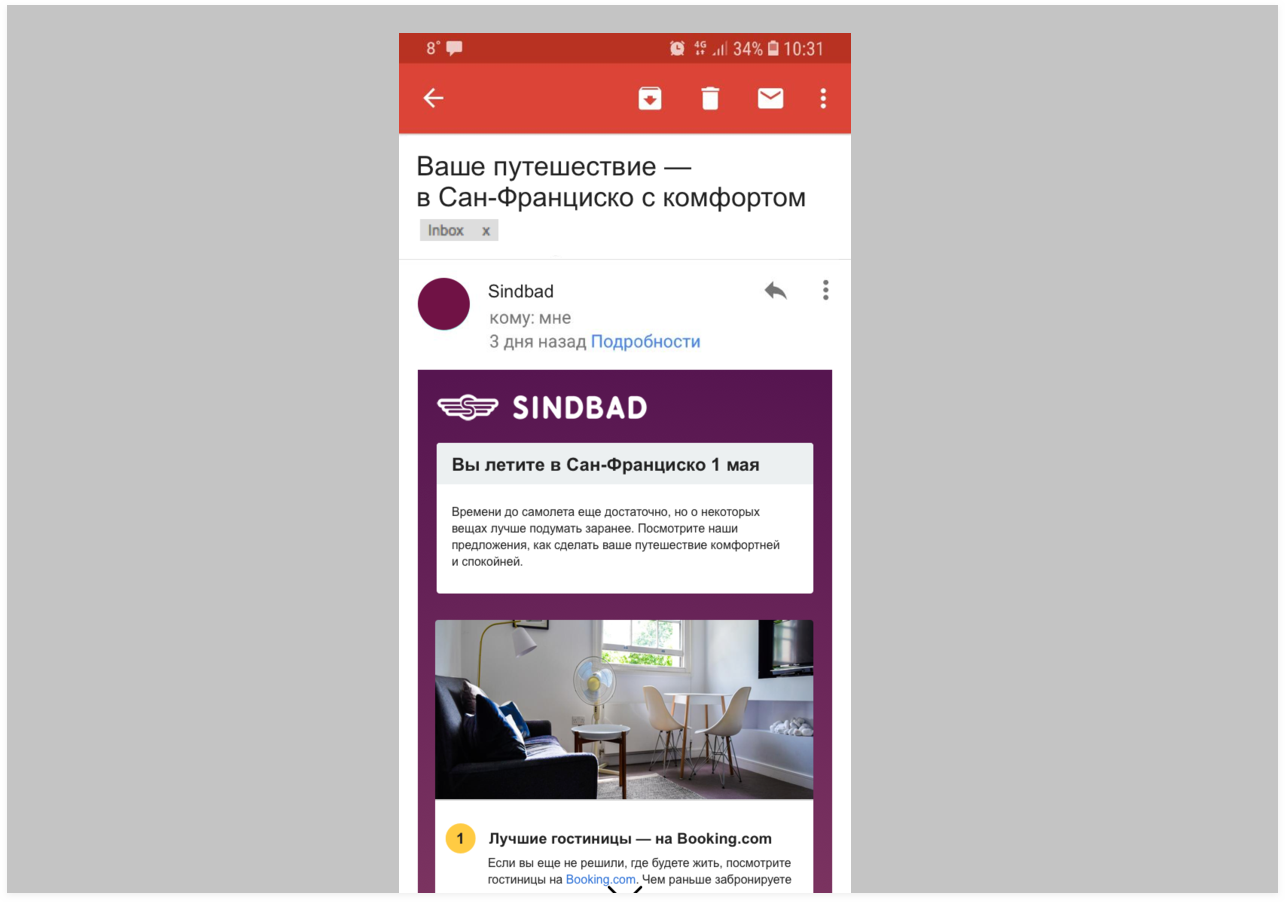 8° 4G 34% 10:31
Ваше путешествие —
в Сан-Франциско с комфортом
Inbox x
Sindbad
кому: мне
3 дня назад Подробности
SINDBAD
Вы летите в Сан-Франциско 1 мая
Времени до самолета еще достаточно, но о некоторых
вещах лучше подумать заранее. Посмотрите наши
предложения, как сделать ваше путешествие комфортней
и спокойней.
1 Лучшие гостиницы — на Booking.com
Если вы еще не решили, где будете жить, посмотрите
гостиницы на Booking.com. Чем раньше забронируете